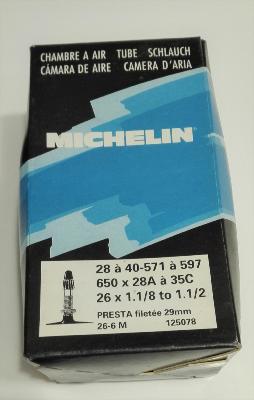 CHAMBRE A AIR TUBE SCHLAUCH
CÁMARA DE AIRE CAMERA D'ARIA
MICHELIN
28 à 40-571 à 597
650 x 28A à 35C
26 x 1.1/8 to 1.1/2
PRESTA filetée 29mm
26-6 M 125078